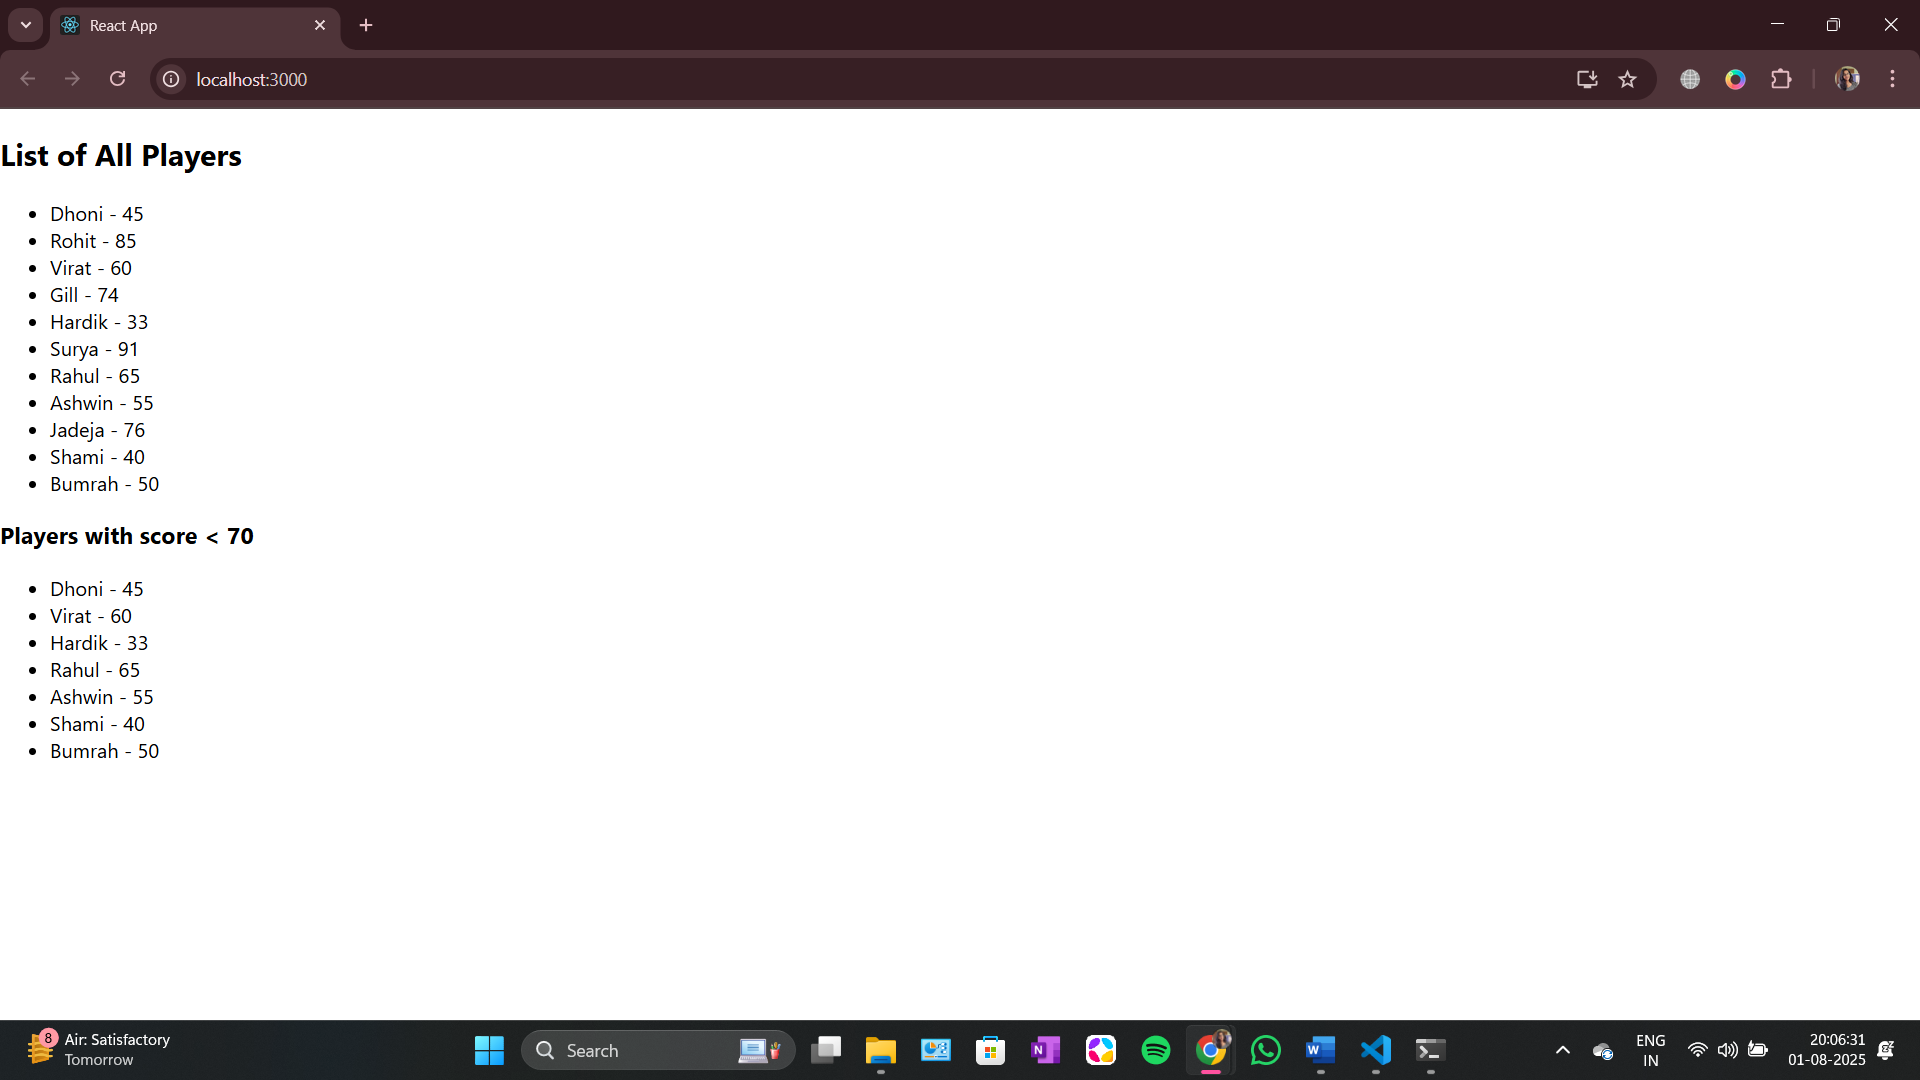 React App
localhost:3000
List of All Players
Dhoni - 45
Rohit - 85
Virat - 60
Gill - 74
Hardik - 33
Surya - 91
Rahul - 65
Ashwin - 55
Jadeja - 76
Shami - 40
Bumrah - 50
Players with score < 70
Dhoni - 45
Virat - 60
Hardik - 33
Rahul - 65
Ashwin - 55
Shami - 40
Bumrah - 50
8
Air: Satisfactory
Tomorrow
Search
ENG
IN
20:06:31
01-08-2025